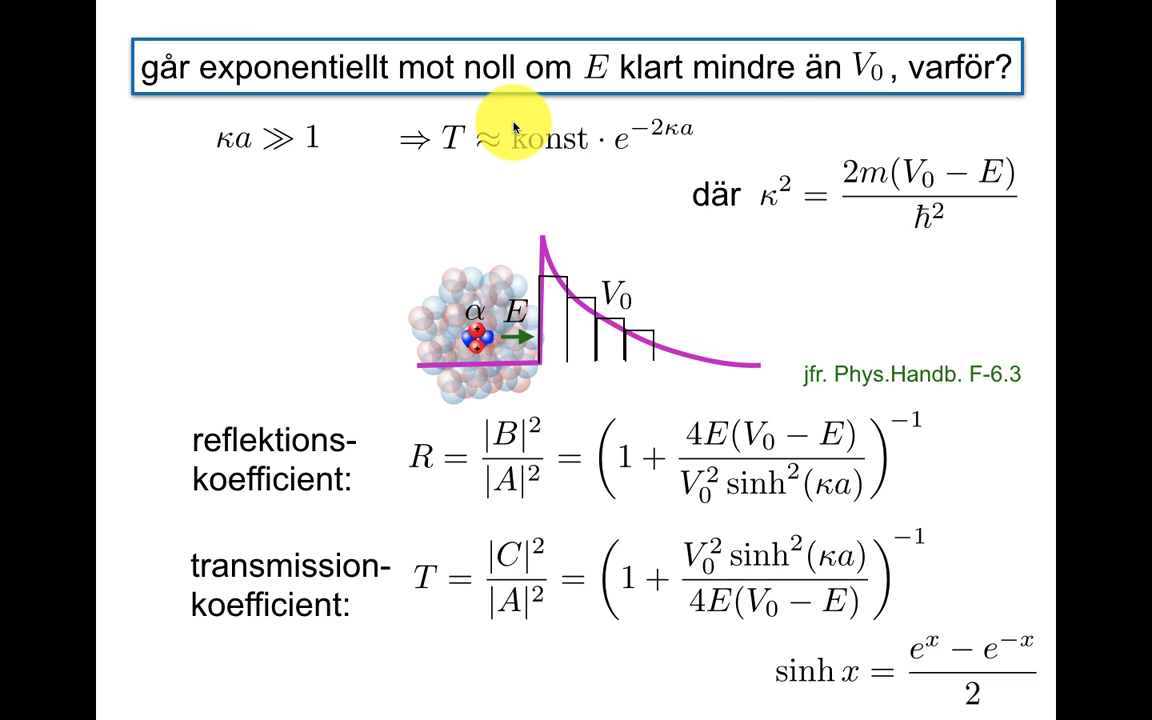 går exponentiellt mot noll om E klart mindre än V₀, varför?
κa ≫ 1 ⇒ T ≈ konst · e^{−2κa}
där κ² = 2m(V₀ − E) / ħ²
α E V₀
+
+
jfr. Phys.Handb. F-6.3
reflektions-
koefficient: R = |B|² / |A|² = (1 + 4E(V₀ − E) / V₀² sinh²(κa))⁻¹
transmission-
koefficient: T = |C|² / |A|² = (1 + V₀² sinh²(κa) / 4E(V₀ − E))⁻¹
sinh x = (eˣ − e⁻ˣ) / 2